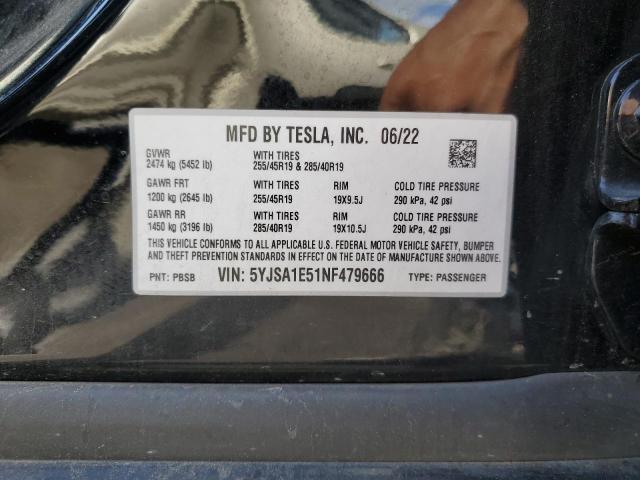 MFD BY TESLA, INC. 06/22
GVWR WITH TIRES
2474 kg (5452 lb) 255/45R19 & 285/40R19
GAWR FRT WITH TIRES RIM COLD TIRE PRESSURE
1200 kg (2645 lb) 255/45R19 19X9.5J 290 kPa, 42 psi
GAWR RR WITH TIRES RIM COLD TIRE PRESSURE
1450 kg (3196 lb) 285/40R19 19X10.5J 290 kPa, 42 psi
THIS VEHICLE CONFORMS TO ALL APPLICABLE U.S. FEDERAL MOTOR VEHICLE SAFETY, BUMPER
AND THEFT PREVENTION STANDARDS IN EFFECT ON THE DATE OF MANUFACTURE SHOWN ABOVE.
PNT: PBSB VIN: 5YJSA1E51NF479666 TYPE: PASSENGER